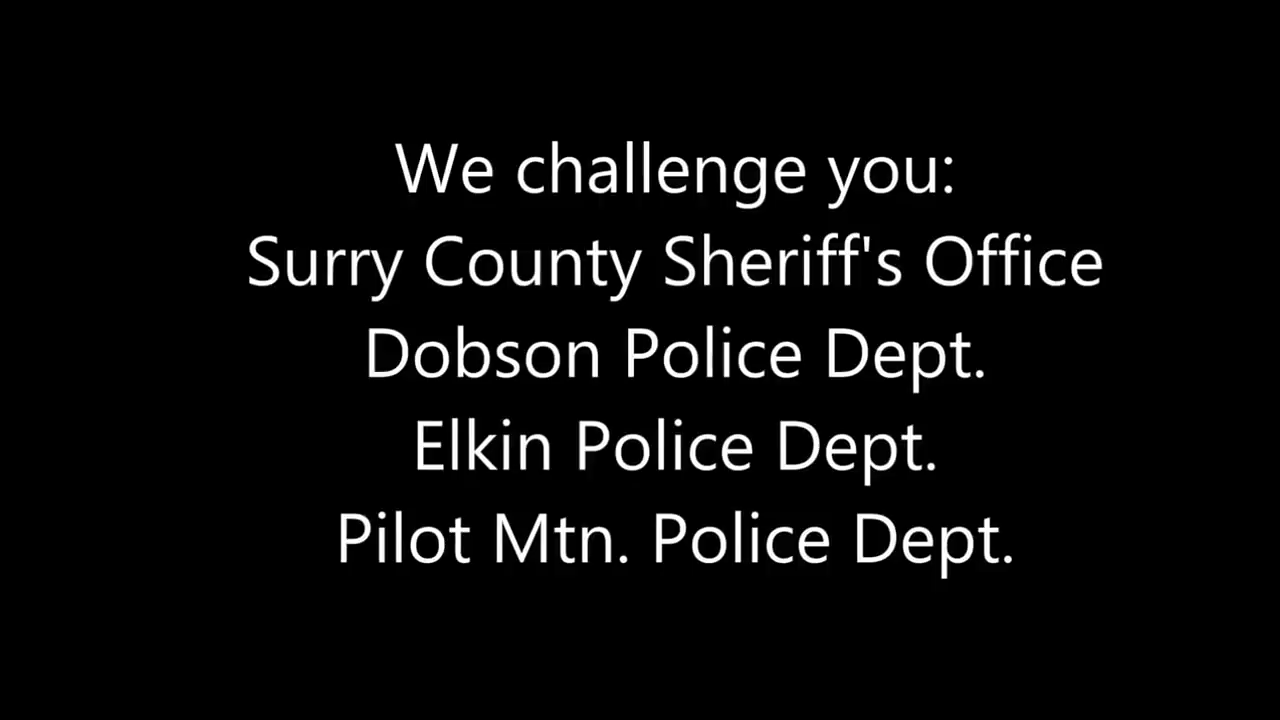 We challenge you:
Surry County Sheriff's Office
Dobson Police Dept.
Elkin Police Dept.
Pilot Mtn. Police Dept.